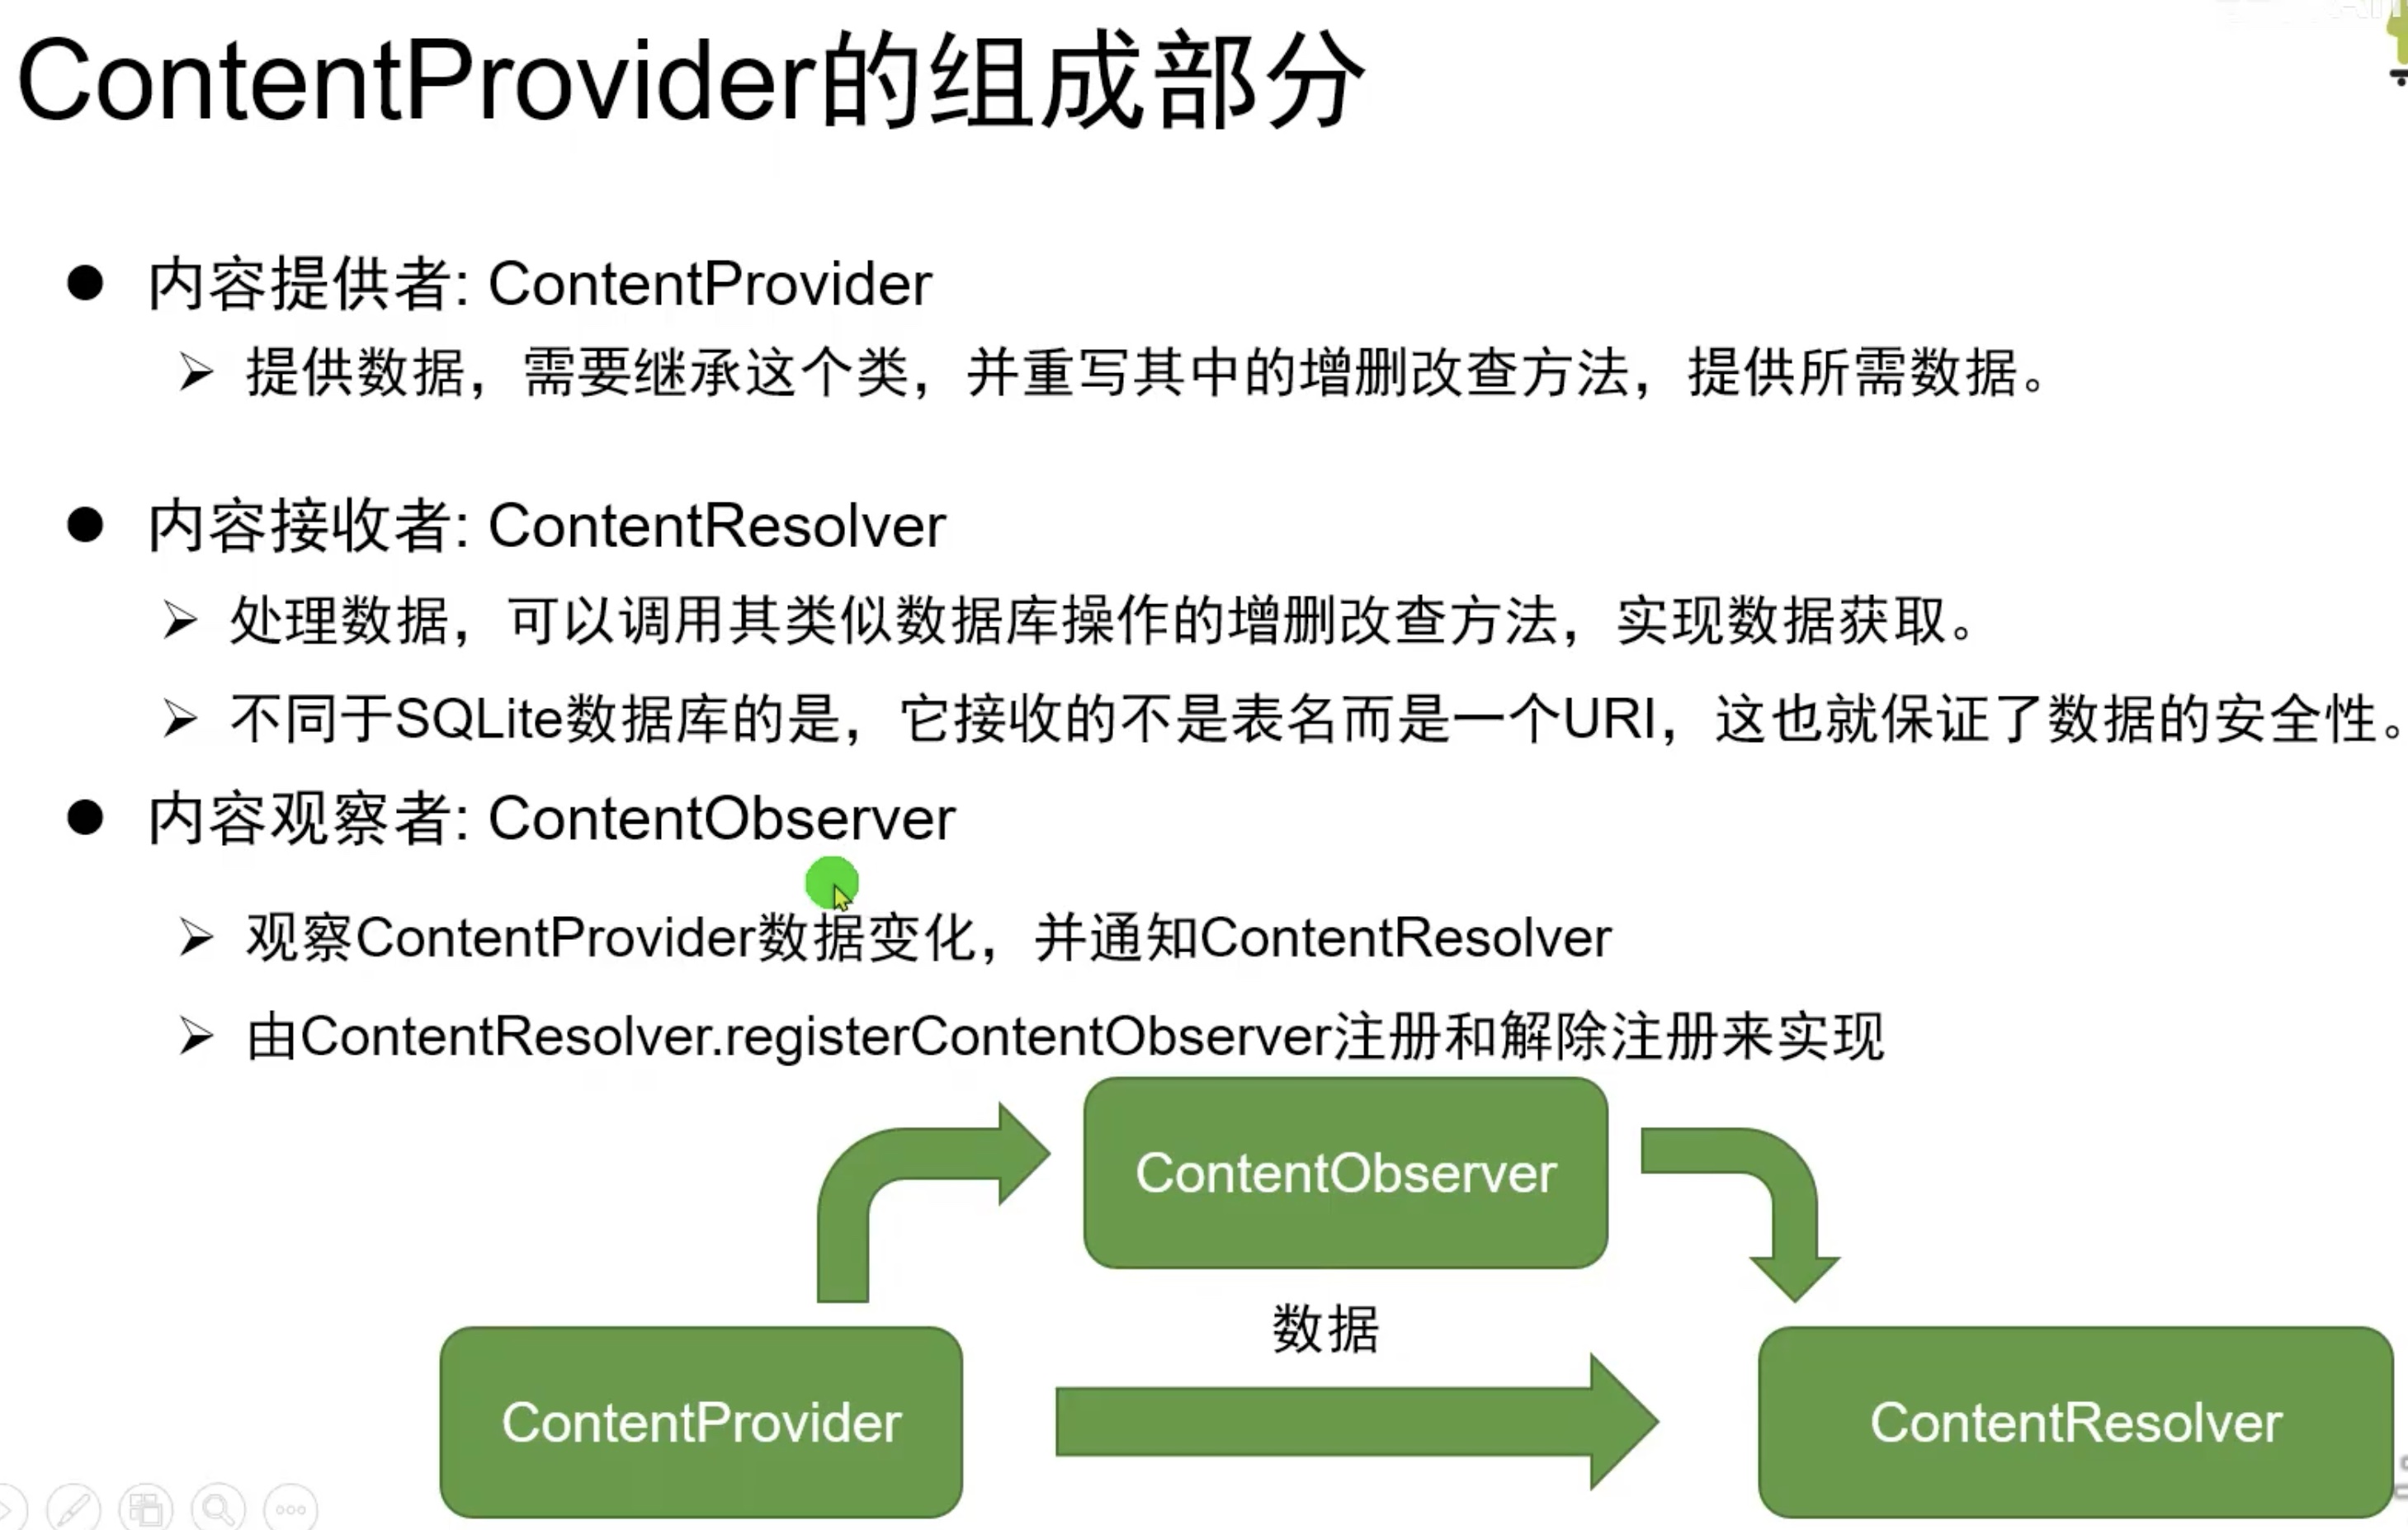 ContentProvider的组成部分
内容提供者: ContentProvider
提供数据，需要继承这个类，并重写其中的增删改查方法，提供所需数据。
内容接收者: ContentResolver
处理数据，可以调用其类似数据库操作的增删改查方法，实现数据获取。
不同于SQLite数据库的是，它接收的不是表名而是一个URI，这也就保证了数据的安全性。
内容观察者: ContentObserver
观察ContentProvider数据变化，并通知ContentResolver
由ContentResolver.registerContentObserver注册和解除注册来实现
ContentObserver
数据
ContentProvider
ContentResolver